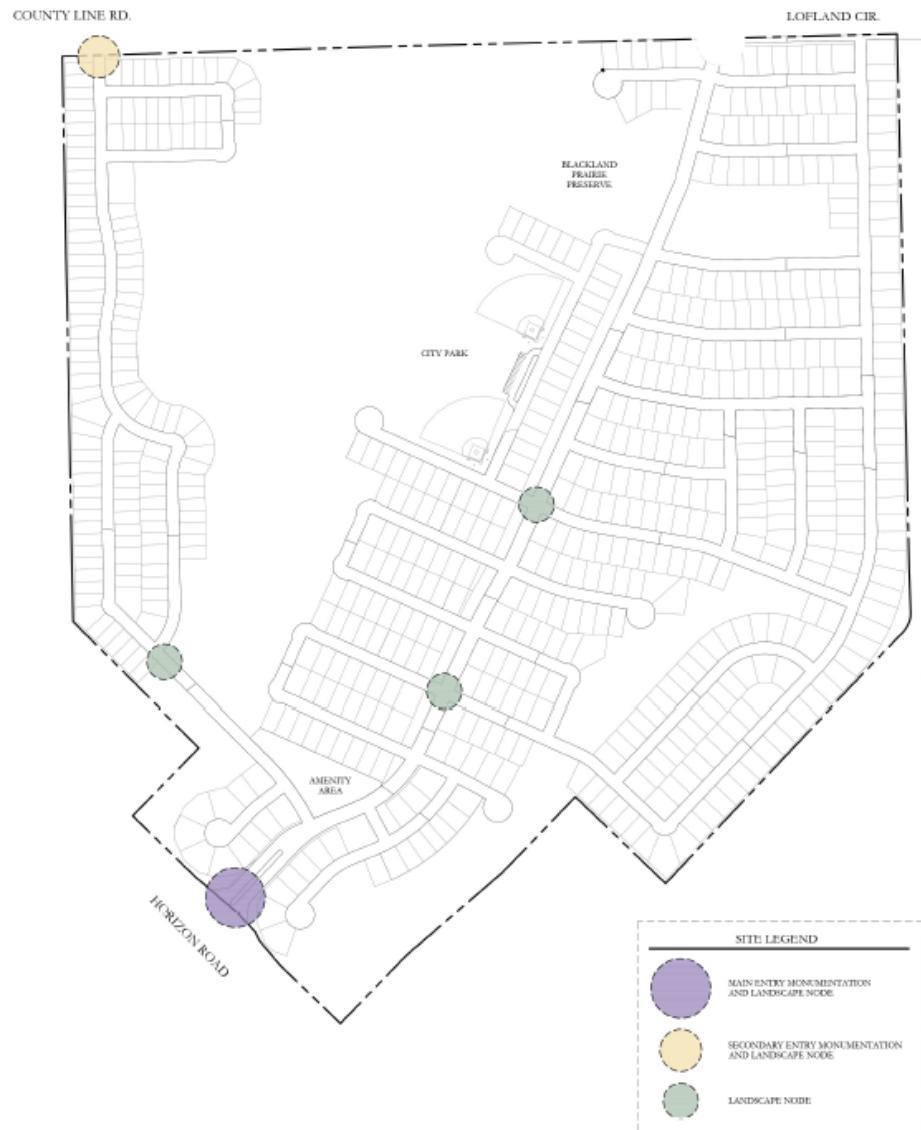 COUNTY LINE RD.
LOFLAND CIR.
BLACKLAND
PRAIRIE
PRESERVE
CITY PARK
AMENITY
AREA
HORIZON ROAD
SITE LEGEND
MAIN ENTRY MONUMENTATION
AND LANDSCAPE NODE
SECONDARY ENTRY MONUMENTATION
AND LANDSCAPE NODE
LANDSCAPE NODE